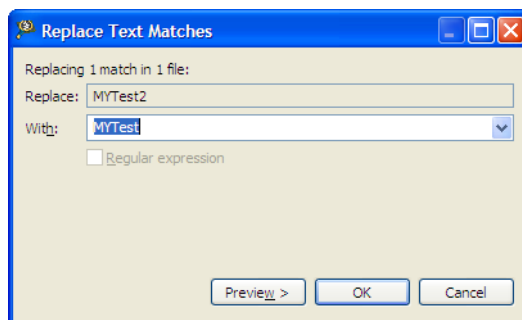 Replace Text Matches
Replacing 1 match in 1 file:
Replace: MYTest2
With: MYTest
Regular expression
Preview > OK Cancel